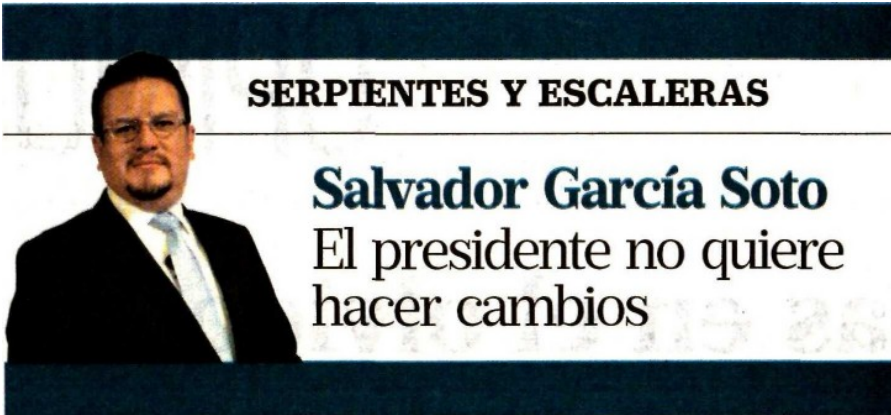 SERPIENTES Y ESCALERAS
Salvador García Soto
El presidente no quiere
hacer cambios